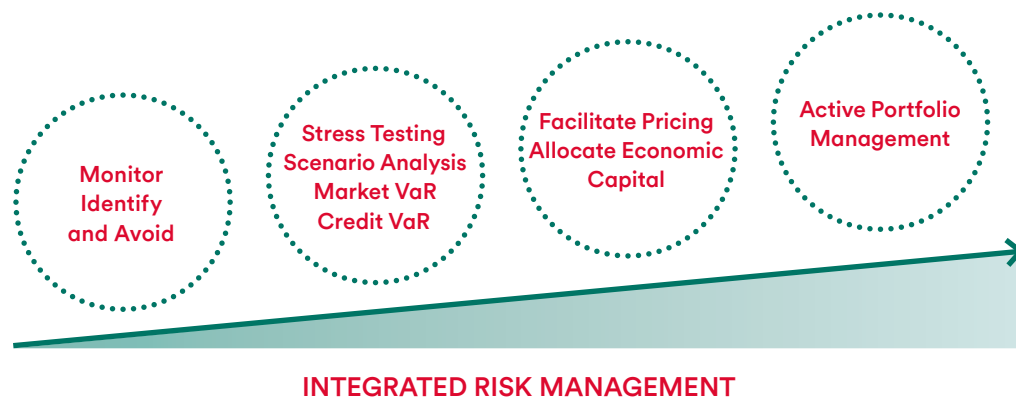 Monitor
Identify
and Avoid
Stress Testing
Scenario Analysis
Market VaR
Credit VaR
Facilitate Pricing
Allocate Economic
Capital
Active Portfolio
Management
INTEGRATED RISK MANAGEMENT